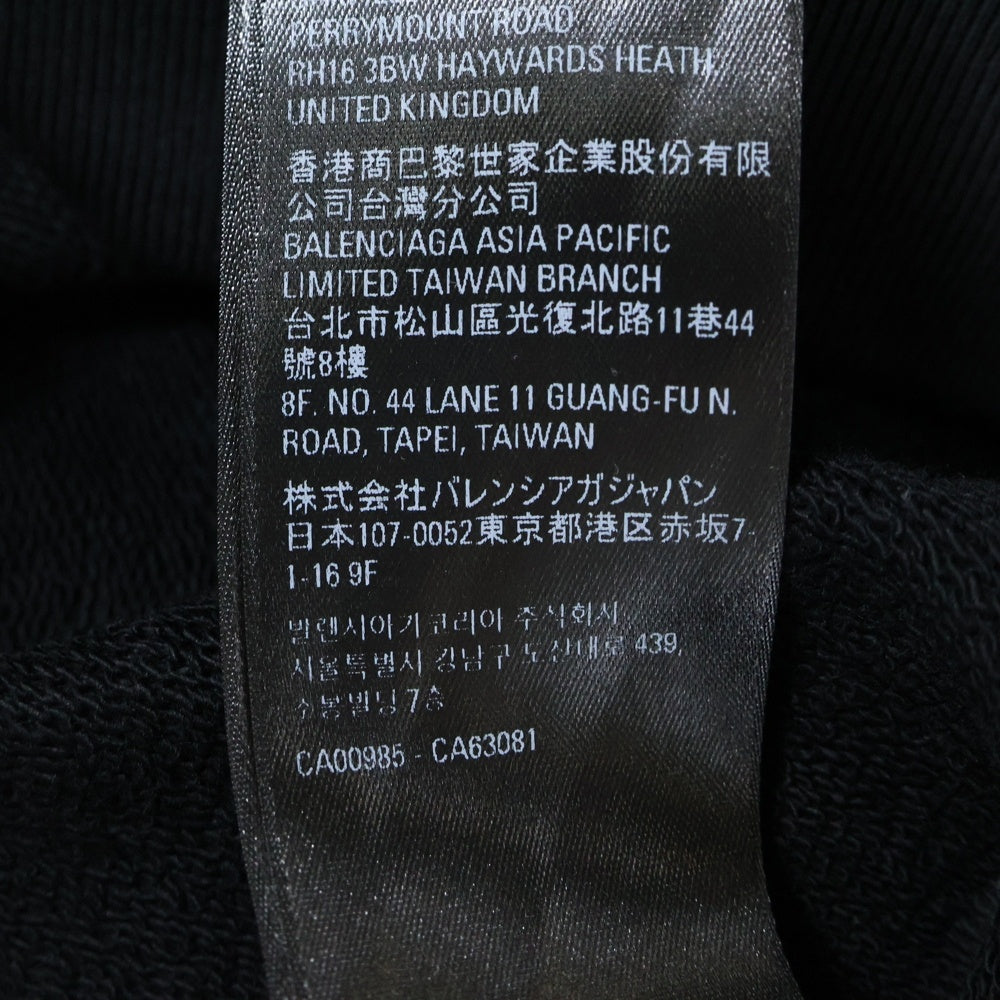 PERRYMOUNT ROAD
RH16 3BW HAYWARDS HEATH,
UNITED KINGDOM
香港商巴黎世家企業股份有限
公司台灣分公司
BALENCIAGA ASIA PACIFIC
LIMITED TAIWAN BRANCH
台北市松山區光復北路11巷44
號8樓
8F. NO. 44 LANE 11 GUANG-FU N.
ROAD, TAPEI, TAIWAN
株式会社バレンシアガジャパン
日本107-0052東京都港区赤坂7-
1-16 9F
발렌시아가코리아 주식회사
서울특별시 강남구 도산대로 439,
7층
CA00985 - CA63081